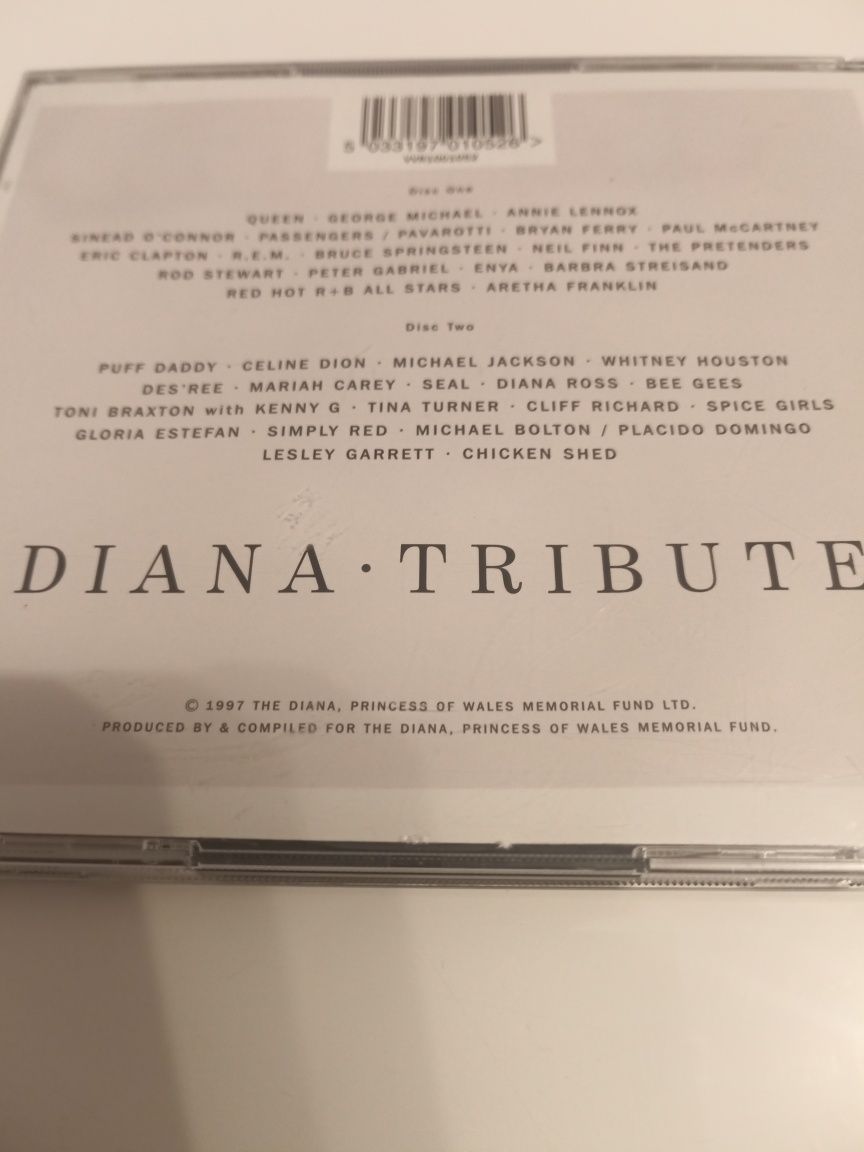 5 033197 010526 >
Disc One
QUEEN · GEORGE MICHAEL · ANNIE LENNOX
SINEAD O'CONNOR · PASSENGERS / PAVAROTTI · BRYAN FERRY · PAUL McCARTNEY
ERIC CLAPTON · R.E.M. · BRUCE SPRINGSTEEN · NEIL FINN · THE PRETENDERS
ROD STEWART · PETER GABRIEL · ENYA · BARBRA STREISAND
RED HOT R+B ALL STARS · ARETHA FRANKLIN
Disc Two
PUFF DADDY · CELINE DION · MICHAEL JACKSON · WHITNEY HOUSTON
DES'REE · MARIAH CAREY · SEAL · DIANA ROSS · BEE GEES
TONI BRAXTON with KENNY G · TINA TURNER · CLIFF RICHARD · SPICE GIRLS
GLORIA ESTEFAN · SIMPLY RED · MICHAEL BOLTON / PLACIDO DOMINGO
LESLEY GARRETT · CHICKEN SHED
DIANA · TRIBUTE
© 1997 THE DIANA, PRINCESS OF WALES MEMORIAL FUND LTD.
PRODUCED BY & COMPILED FOR THE DIANA, PRINCESS OF WALES MEMORIAL FUND.